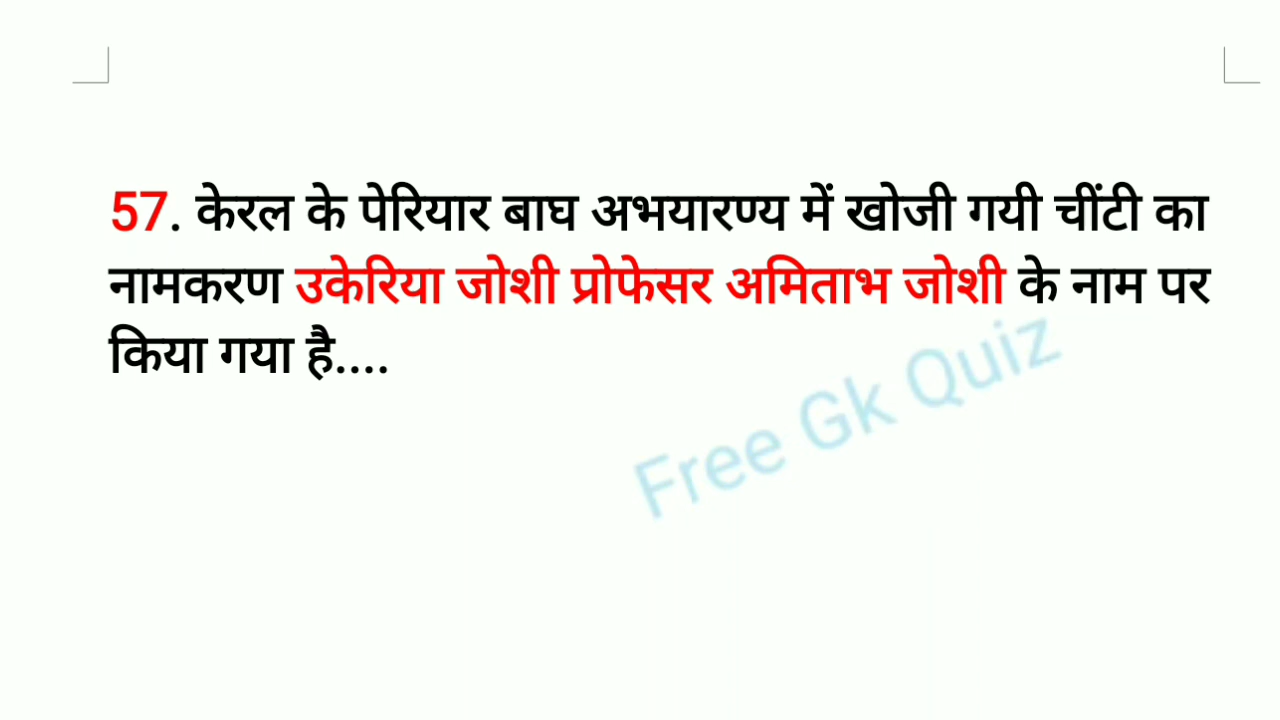 57. केरल के पेरियार बाघ अभयारण्य में खोजी गयी चींटी का
नामकरण उकेरिया जोशी प्रोफेसर अमिताभ जोशी के नाम पर
किया गया है....
Free Gk Quiz